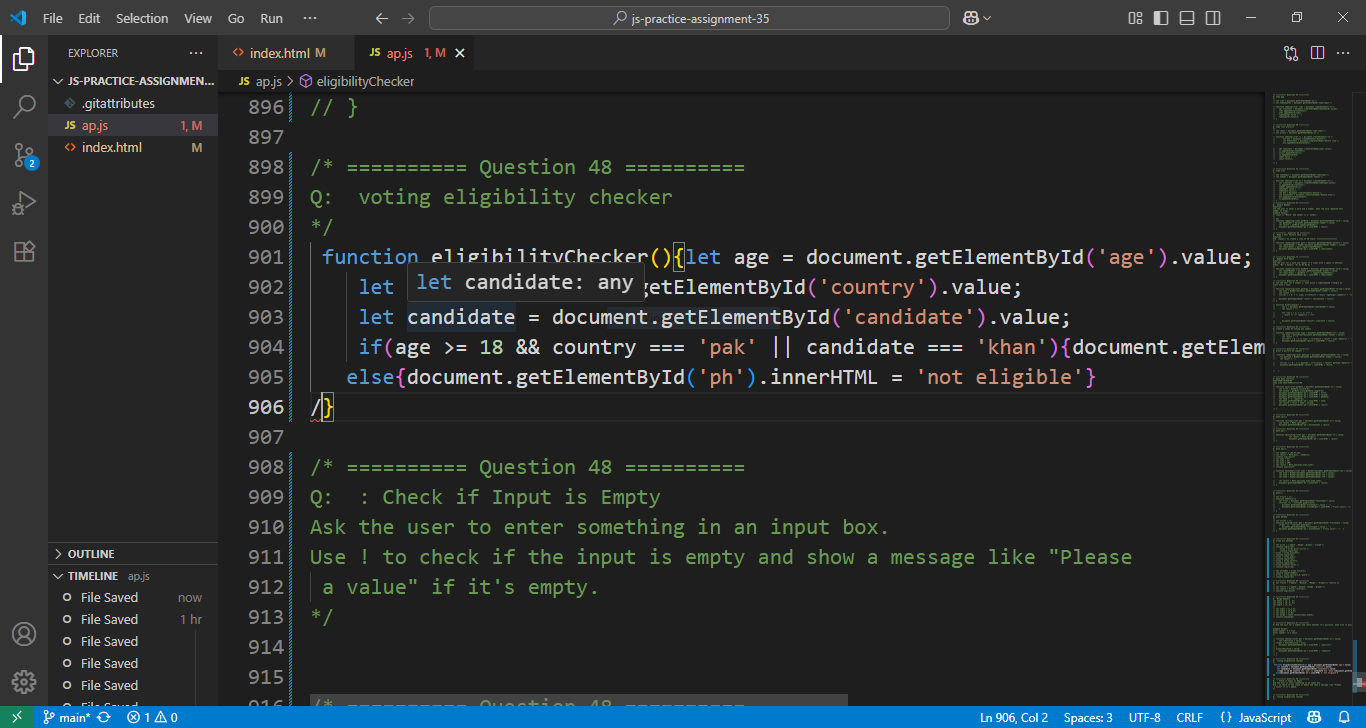 File Edit Selection View Go Run ··· js-practice-assignment-35
EXPLORER ···
JS-PRACTICE-ASSIGNMEN...
.gitattributes
JS ap.js 1, M
index.html M
2
OUTLINE
TIMELINE ap.js
File Saved now
File Saved 1 hr
File Saved
File Saved
File Saved
index.html M JS ap.js 1, M
JS ap.js > eligibilityChecker
896 // }
897
898 /* ========== Question 48 ==========
899 Q: voting eligibility checker
900 */
901 function eligibilityChecker(){let age = document.getElementById('age').value;
let candidate: any
902 let getElementById('country').value;
903 let candidate = document.getElementById('candidate').value;
904 if(age >= 18 && country === 'pak' || candidate === 'khan'){document.getElem
905 else{document.getElementById('ph').innerHTML = 'not eligible'}
906 /}
907
908 /* ========== Question 48 ==========
909 Q: : Check if Input is Empty
910 Ask the user to enter something in an input box.
911 Use ! to check if the input is empty and show a message like "Please
912 a value" if it's empty.
913 */
914
915
916 /* ========== Question 48 ==========
main* 1 0 Ln 906, Col 2 Spaces: 3 UTF-8 CRLF {} JavaScript